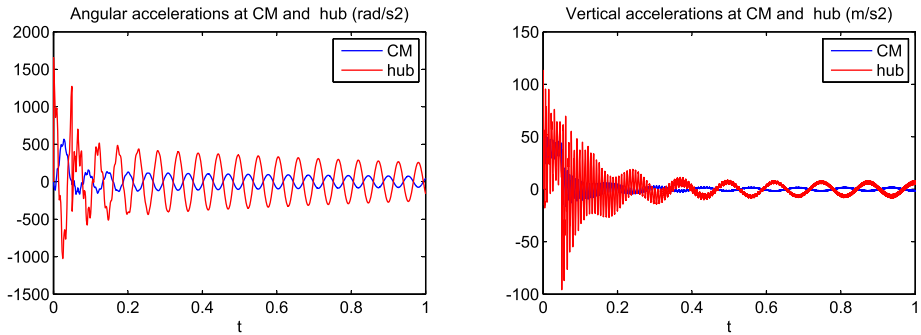 Angular accelerations at CM and  hub (rad/s2)
2000
1500
1000
500
0
-500
-1000
-1500
0 0.2 0.4 0.6 0.8 1
t
CM
hub
Vertical accelerations at CM and  hub (m/s2)
150
100
50
0
-50
-100
0 0.2 0.4 0.6 0.8 1
t
CM
hub